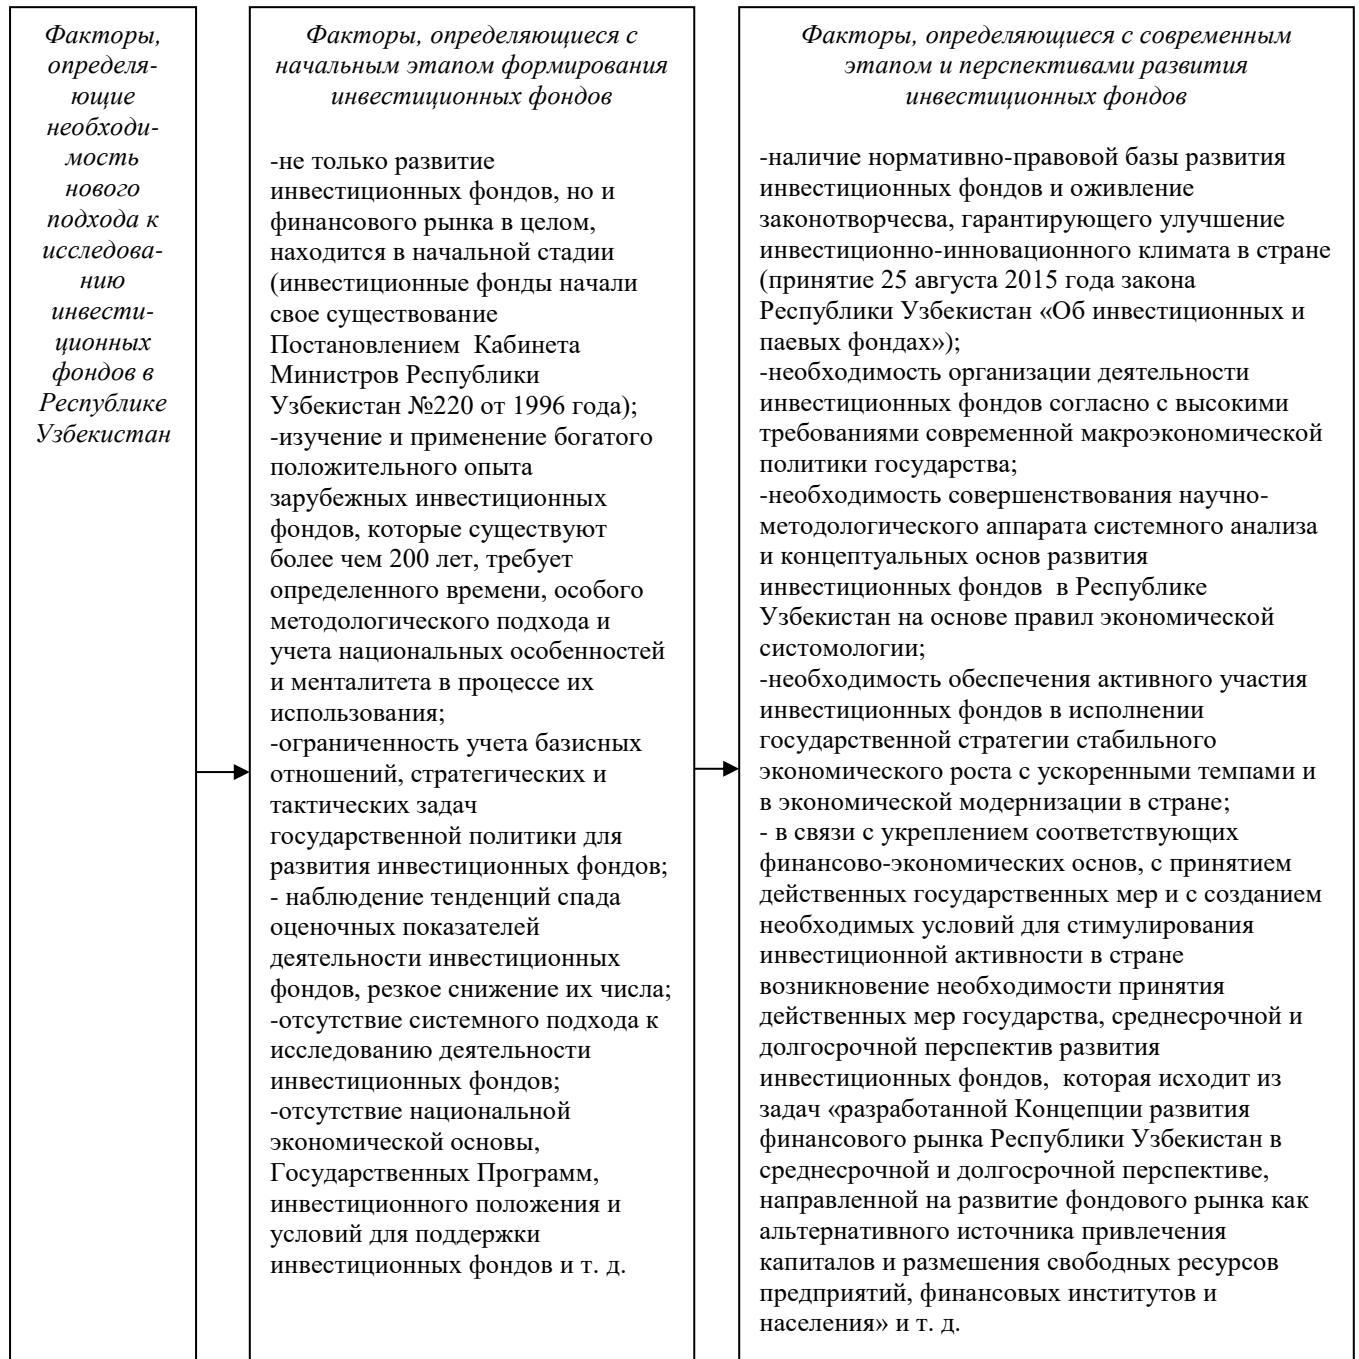 Факторы,
определя-
ющие
необходи-
мость
нового
подхода к
исследова-
нию
инвести-
ционных
фондов в
Республике
Узбекистан
Факторы, определяющиеся с
начальным этапом формирования
инвестиционных фондов
-не только развитие
инвестиционных фондов, но и
финансового рынка в целом,
находится в начальной стадии
(инвестиционные фонды начали
свое существование
Постановлением Кабинета
Министров Республики
Узбекистан №220 от 1996 года);
-изучение и применение богатого
положительного опыта
зарубежных инвестиционных
фондов, которые существуют
более чем 200 лет, требует
определенного времени, особого
методологического подхода и
учета национальных особенностей
и менталитета в процессе их
использования;
-ограниченность учета базисных
отношений, стратегических и
тактических задач
государственной политики для
развития инвестиционных фондов;
- наблюдение тенденций спада
оценочных показателей
деятельности инвестиционных
фондов, резкое снижение их числа;
-отсутствие системного подхода к
исследованию деятельности
инвестиционных фондов;
-отсутствие национальной
экономической основы,
Государственных Программ,
инвестиционного положения и
условий для поддержки
инвестиционных фондов и т. д.
Факторы, определяющиеся с современным
этапом и перспективами развития
инвестиционных фондов
-наличие нормативно-правовой базы развития
инвестиционных фондов и оживление
законотворчесва, гарантирующего улучшение
инвестиционно-инновационного климата в стране
(принятие 25 августа 2015 года закона
Республики Узбекистан «Об инвестиционных и
паевых фондах»);
-необходимость организации деятельности
инвестиционных фондов согласно с высокими
требованиями современной макроэкономической
политики государства;
-необходимость совершенствования научно-
методологического аппарата системного анализа
и концептуальных основ развития
инвестиционных фондов в Республике
Узбекистан на основе правил экономической
систомологии;
-необходимость обеспечения активного участия
инвестиционных фондов в исполнении
государственной стратегии стабильного
экономического роста с ускоренными темпами и
в экономической модернизации в стране;
- в связи с укреплением соответствующих
финансово-экономических основ, с принятием
действенных государственных мер и с созданием
необходимых условий для стимулирования
инвестиционной активности в стране
возникновение необходимости принятия
действенных мер государства, среднесрочной и
долгосрочной перспектив развития
инвестиционных фондов, которая исходит из
задач «разработанной Концепции развития
финансового рынка Республики Узбекистан в
среднесрочной и долгосрочной перспективе,
направленной на развитие фондового рынка как
альтернативного источника привлечения
капиталов и размешения свободных ресурсов
предприятий, финансовых институтов и
населения» и т. д.